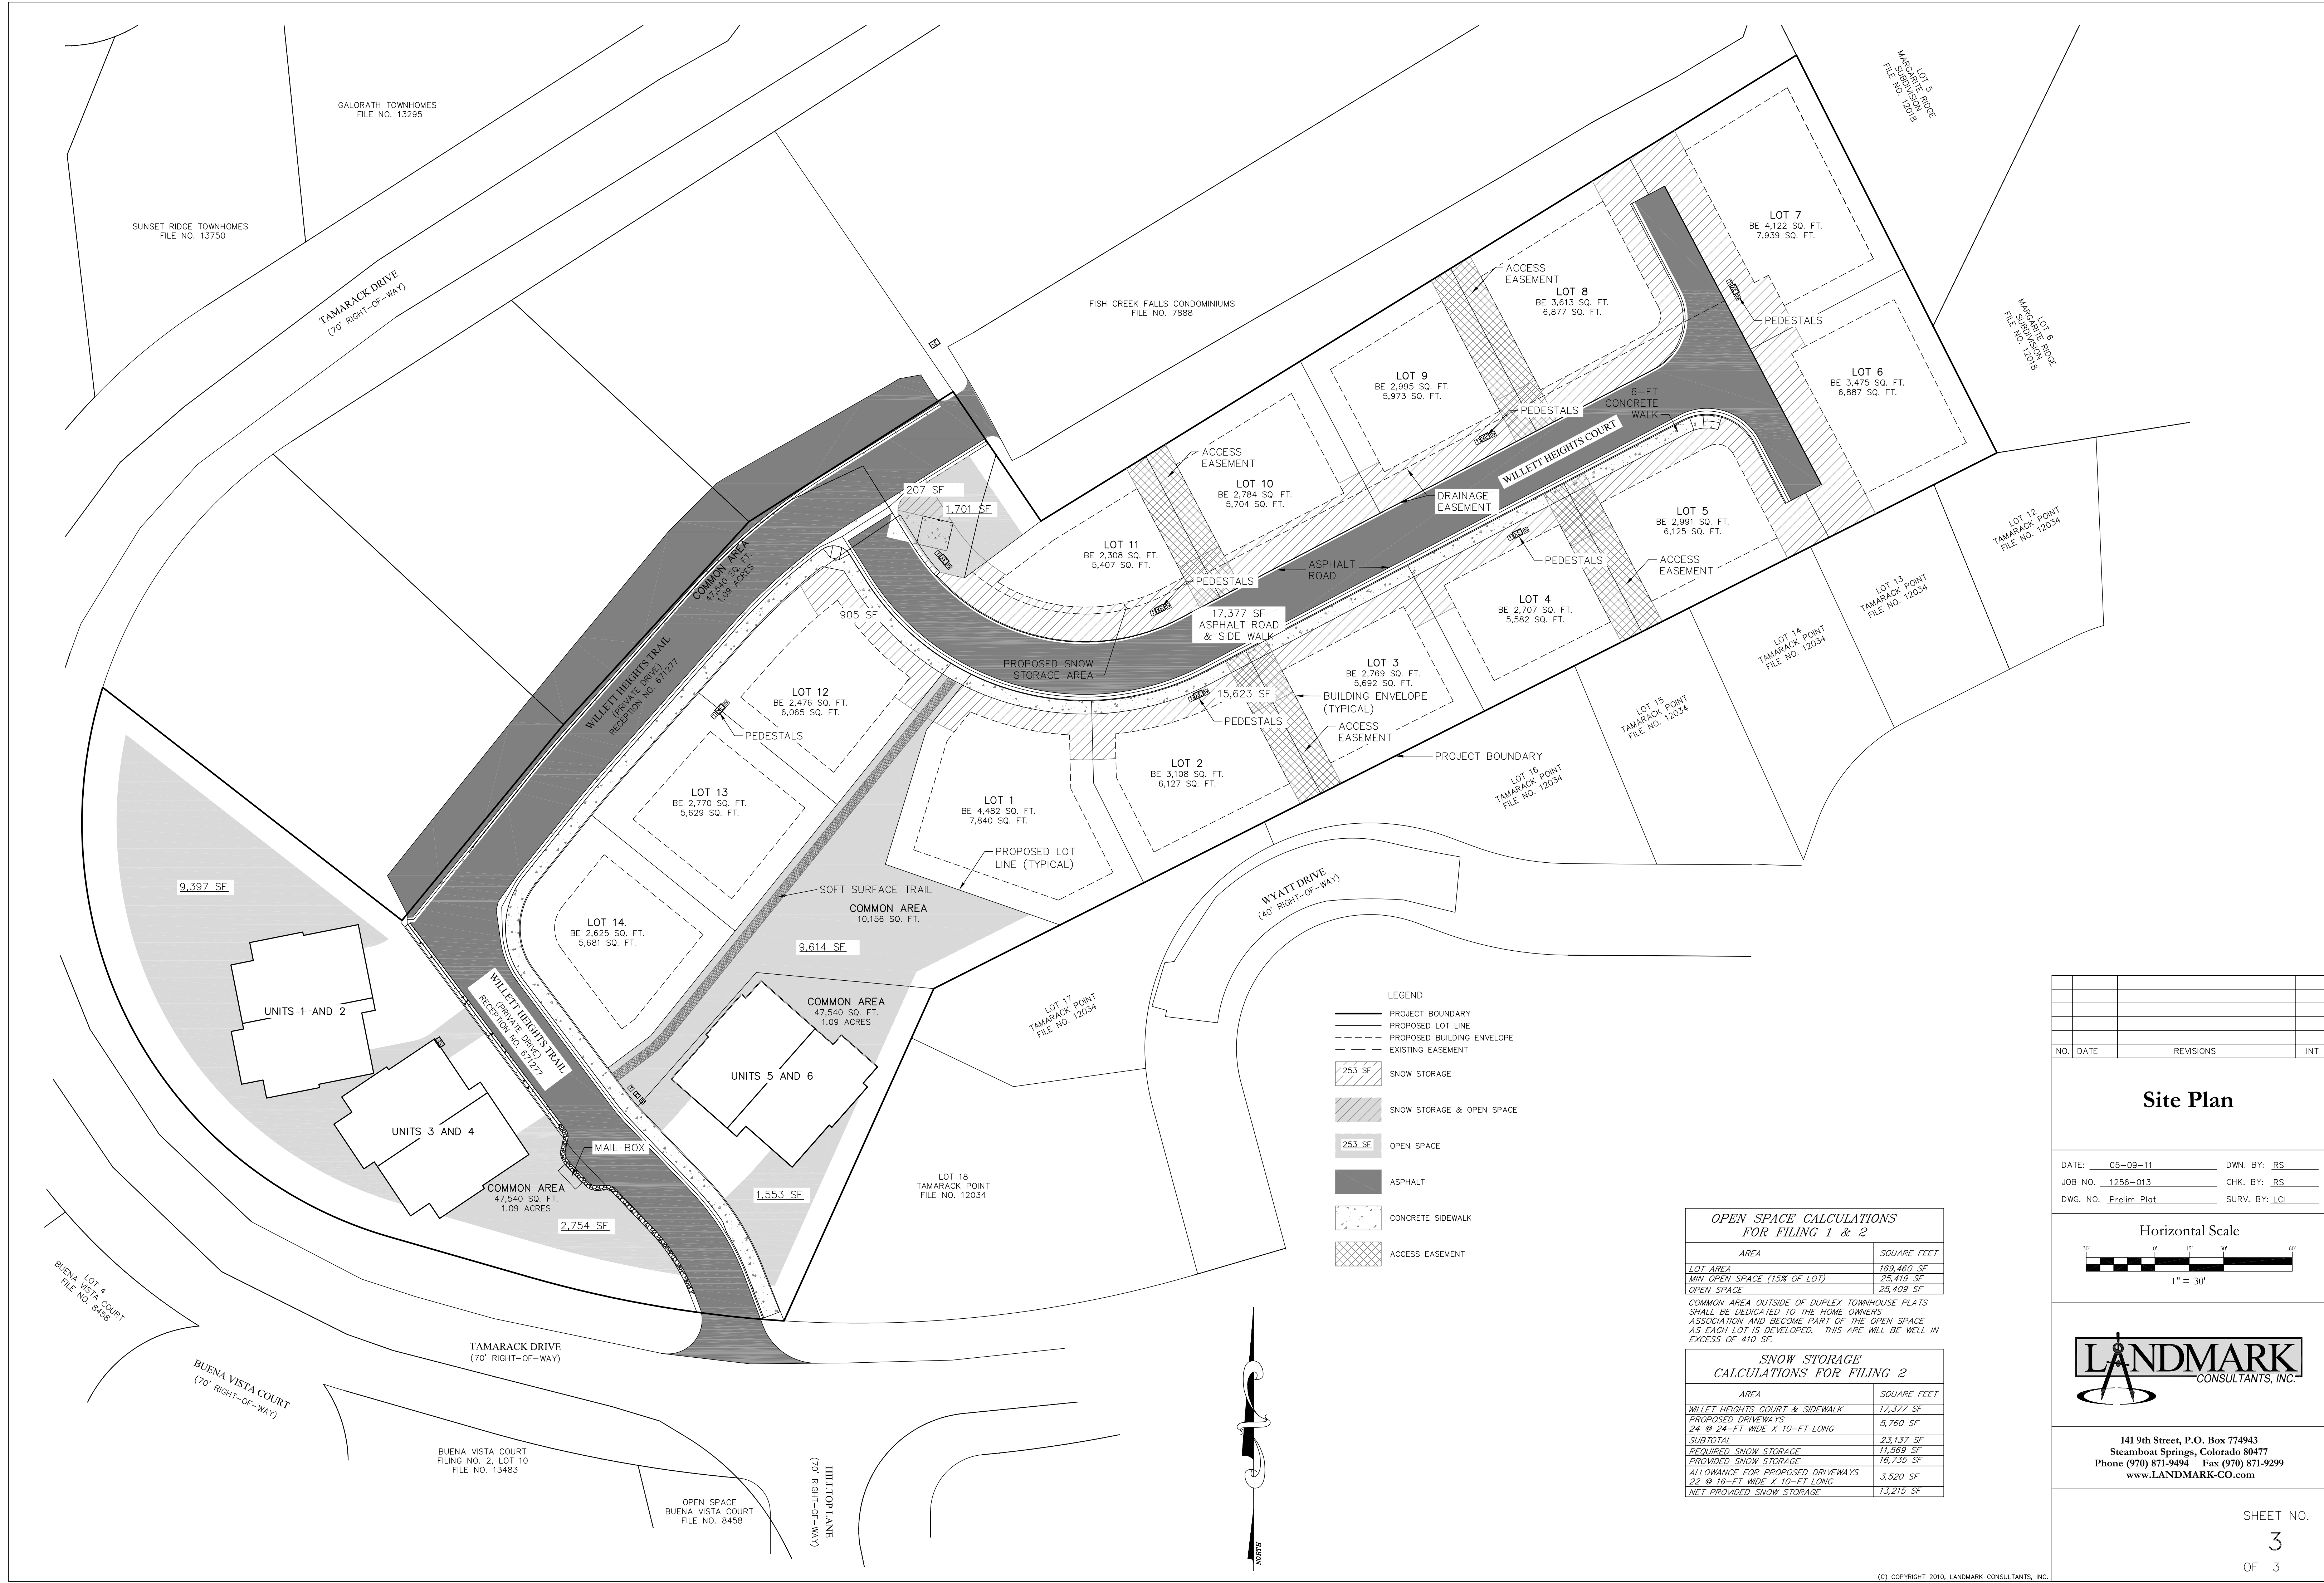 GALORATH TOWNHOMES
FILE NO. 13295
SUNSET RIDGE TOWNHOMES
FILE NO. 13750
TAMARACK DRIVE
(70' RIGHT-OF-WAY)
FISH CREEK FALLS CONDOMINIUMS
FILE NO. 7888
LOT 5
MARGARITE RIDGE
SUBDIVISION
FILE NO. 12018
LOT 6
MARGARITE RIDGE
SUBDIVISION
FILE NO. 12018
LOT 7
BE 4,122 SQ. FT.
7,939 SQ. FT.
PEDESTALS
ACCESS
EASEMENT
LOT 8
BE 3,613 SQ. FT.
6,877 SQ. FT.
LOT 6
BE 3,475 SQ. FT.
6,887 SQ. FT.
LOT 9
BE 2,995 SQ. FT.
5,973 SQ. FT.
PEDESTALS
6-FT
CONCRETE
WALK
WILLETT HEIGHTS COURT
ACCESS
EASEMENT
LOT 10
BE 2,784 SQ. FT.
5,704 SQ. FT.
DRAINAGE
EASEMENT
LOT 5
BE 2,991 SQ. FT.
6,125 SQ. FT.
207 SF
1,701 SF
LOT 11
BE 2,308 SQ. FT.
5,407 SQ. FT.
PEDESTALS
ASPHALT
ROAD
PEDESTALS
ACCESS
EASEMENT
LOT 12
TAMARACK POINT
FILE NO. 12034
LOT 13
TAMARACK POINT
FILE NO. 12034
LOT 14
TAMARACK POINT
FILE NO. 12034
LOT 15
TAMARACK POINT
FILE NO. 12034
LOT 16
TAMARACK POINT
FILE NO. 12034
COMMON AREA
47,540 SQ. FT.
1.09 ACRES
905 SF
17,377 SF
ASPHALT ROAD
& SIDE WALK
LOT 4
BE 2,707 SQ. FT.
5,582 SQ. FT.
WILLETT HEIGHTS TRAIL
(PRIVATE DRIVE)
RECEPTION NO. 671277
PROPOSED SNOW
STORAGE AREA
LOT 3
BE 2,769 SQ. FT.
5,692 SQ. FT.
LOT 12
BE 2,476 SQ. FT.
6,065 SQ. FT.
15,623 SF
BUILDING ENVELOPE
(TYPICAL)
PEDESTALS
PEDESTALS
ACCESS
EASEMENT
PROJECT BOUNDARY
LOT 2
BE 3,108 SQ. FT.
6,127 SQ. FT.
LOT 13
BE 2,770 SQ. FT.
5,629 SQ. FT.
LOT 1
BE 4,482 SQ. FT.
7,840 SQ. FT.
PROPOSED LOT
LINE (TYPICAL)
SOFT SURFACE TRAIL
COMMON AREA
10,156 SQ. FT.
9,397 SF
LOT 14
BE 2,625 SQ. FT.
5,681 SQ. FT.
9,614 SF
WYATT DRIVE
(40' RIGHT-OF-WAY)
UNITS 1 AND 2
WILLETT HEIGHTS TRAIL
(PRIVATE DRIVE)
RECEPTION NO. 671277
COMMON AREA
47,540 SQ. FT.
1.09 ACRES
LOT 17
TAMARACK POINT
FILE NO. 12034
UNITS 5 AND 6
UNITS 3 AND 4
MAIL BOX
COMMON AREA
47,540 SQ. FT.
1.09 ACRES
2,754 SF
1,553 SF
LOT 18
TAMARACK POINT
FILE NO. 12034
LOT 4
BUENA VISTA COURT
FILE NO. 8458
BUENA VISTA COURT
(70' RIGHT-OF-WAY)
TAMARACK DRIVE
(70' RIGHT-OF-WAY)
BUENA VISTA COURT
FILING NO. 2, LOT 10
FILE NO. 13483
OPEN SPACE
BUENA VISTA COURT
FILE NO. 8458
HILLTOP LANE
(70' RIGHT-OF-WAY)
NORTH
LEGEND
PROJECT BOUNDARY
PROPOSED LOT LINE
PROPOSED BUILDING ENVELOPE
EXISTING EASEMENT
253 SF SNOW STORAGE
SNOW STORAGE & OPEN SPACE
253 SF OPEN SPACE
ASPHALT
CONCRETE SIDEWALK
ACCESS EASEMENT
OPEN SPACE CALCULATIONS
FOR FILING 1 & 2
AREA SQUARE FEET
LOT AREA 169,460 SF
MIN OPEN SPACE (15% OF LOT) 25,419 SF
OPEN SPACE 25,409 SF
COMMON AREA OUTSIDE OF DUPLEX TOWNHOUSE PLATS
SHALL BE DEDICATED TO THE HOME OWNERS
ASSOCIATION AND BECOME PART OF THE OPEN SPACE
AS EACH LOT IS DEVELOPED. THIS ARE WILL BE WELL IN
EXCESS OF 410 SF.
SNOW STORAGE
CALCULATIONS FOR FILING 2
AREA SQUARE FEET
WILLET HEIGHTS COURT & SIDEWALK 17,377 SF
PROPOSED DRIVEWAYS
24 @ 24-FT WIDE X 10-FT LONG 5,760 SF
SUBTOTAL 23,137 SF
REQUIRED SNOW STORAGE 11,569 SF
PROVIDED SNOW STORAGE 16,735 SF
ALLOWANCE FOR PROPOSED DRIVEWAYS
22 @ 16-FT WIDE X 10-FT LONG 3,520 SF
NET PROVIDED SNOW STORAGE 13,215 SF
NO. DATE REVISIONS INT
Site Plan
DATE: 05-09-11 DWN. BY: RS
JOB NO. 1256-013 CHK. BY: RS
DWG. NO. Prelim Plat SURV. BY: LCI
Horizontal Scale
30' 0' 15' 30' 60'
1" = 30'
LANDMARK
CONSULTANTS, INC.
141 9th Street, P.O. Box 774943
Steamboat Springs, Colorado 80477
Phone (970) 871-9494 Fax (970) 871-9299
www.LANDMARK-CO.com
SHEET NO.
3
OF 3
(C) COPYRIGHT 2010, LANDMARK CONSULTANTS, INC.